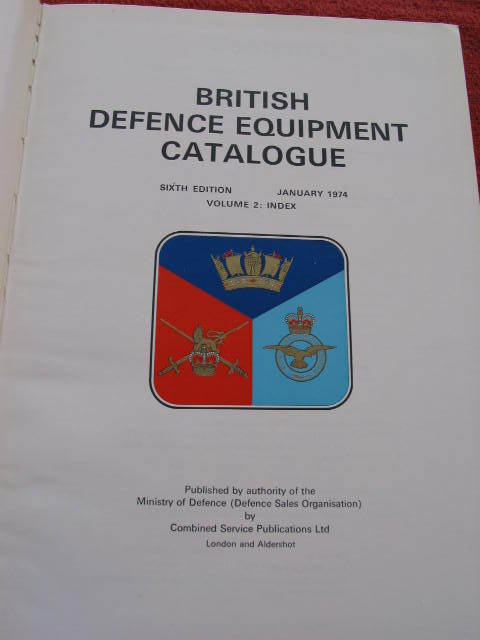 BRITISH
DEFENCE EQUIPMENT
CATALOGUE
SIXTH EDITION JANUARY 1974
VOLUME 2: INDEX
Published by authority of the
Ministry of Defence (Defence Sales Organisation)
by
Combined Service Publications Ltd
London and Aldershot